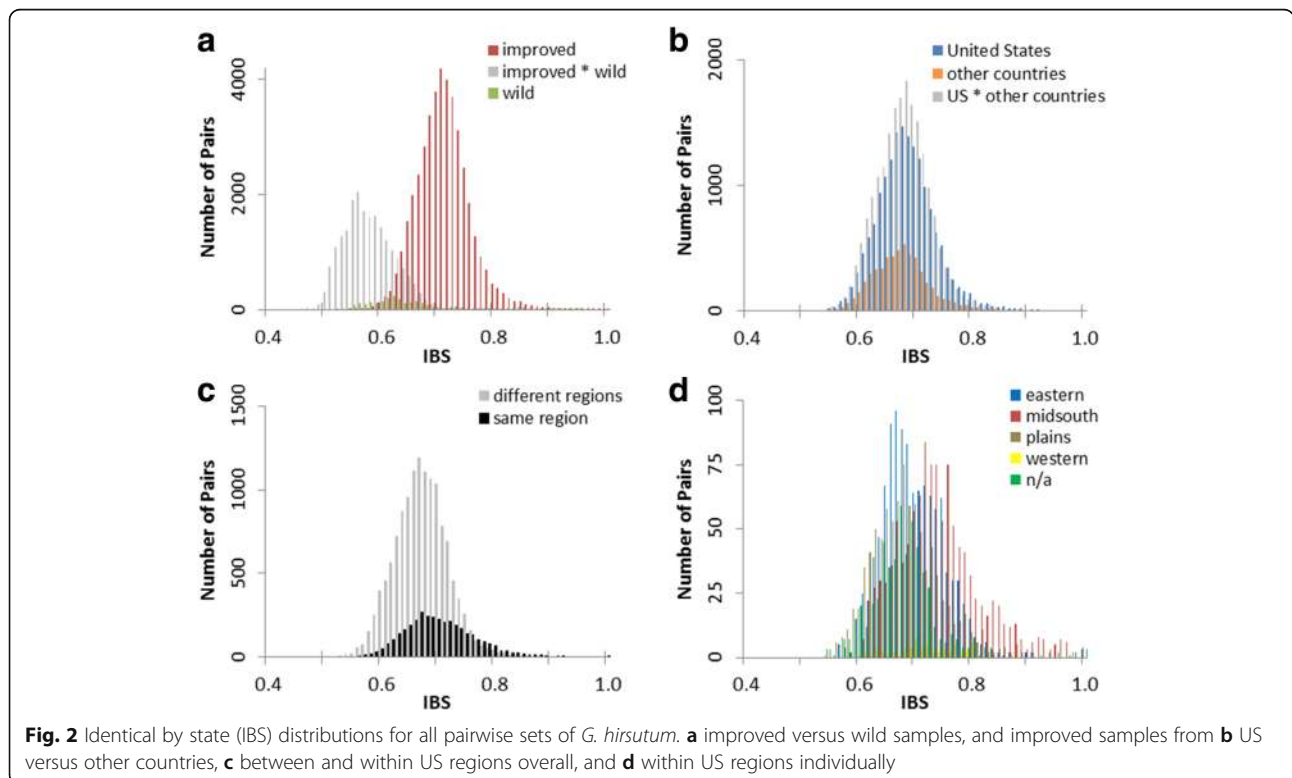 a
improved
improved * wild
wild
4000
2000
0
Number of Pairs
0.4
0.6
0.8
1.0
IBS
b
United States
other countries
US * other countries
2000
1000
0
Number of Pairs
0.4
0.6
0.8
1.0
IBS
c
different regions
same region
1500
1000
500
0
Number of Pairs
0.4
0.6
0.8
1.0
IBS
d
eastern
midsouth
plains
western
n/a
100
75
50
25
0
Number of Pairs
0.4
0.6
0.8
1.0
IBS
Fig. 2 Identical by state (IBS) distributions for all pairwise sets of G. hirsutum. a improved versus wild samples, and improved samples from b US
versus other countries, c between and within US regions overall, and d within US regions individually